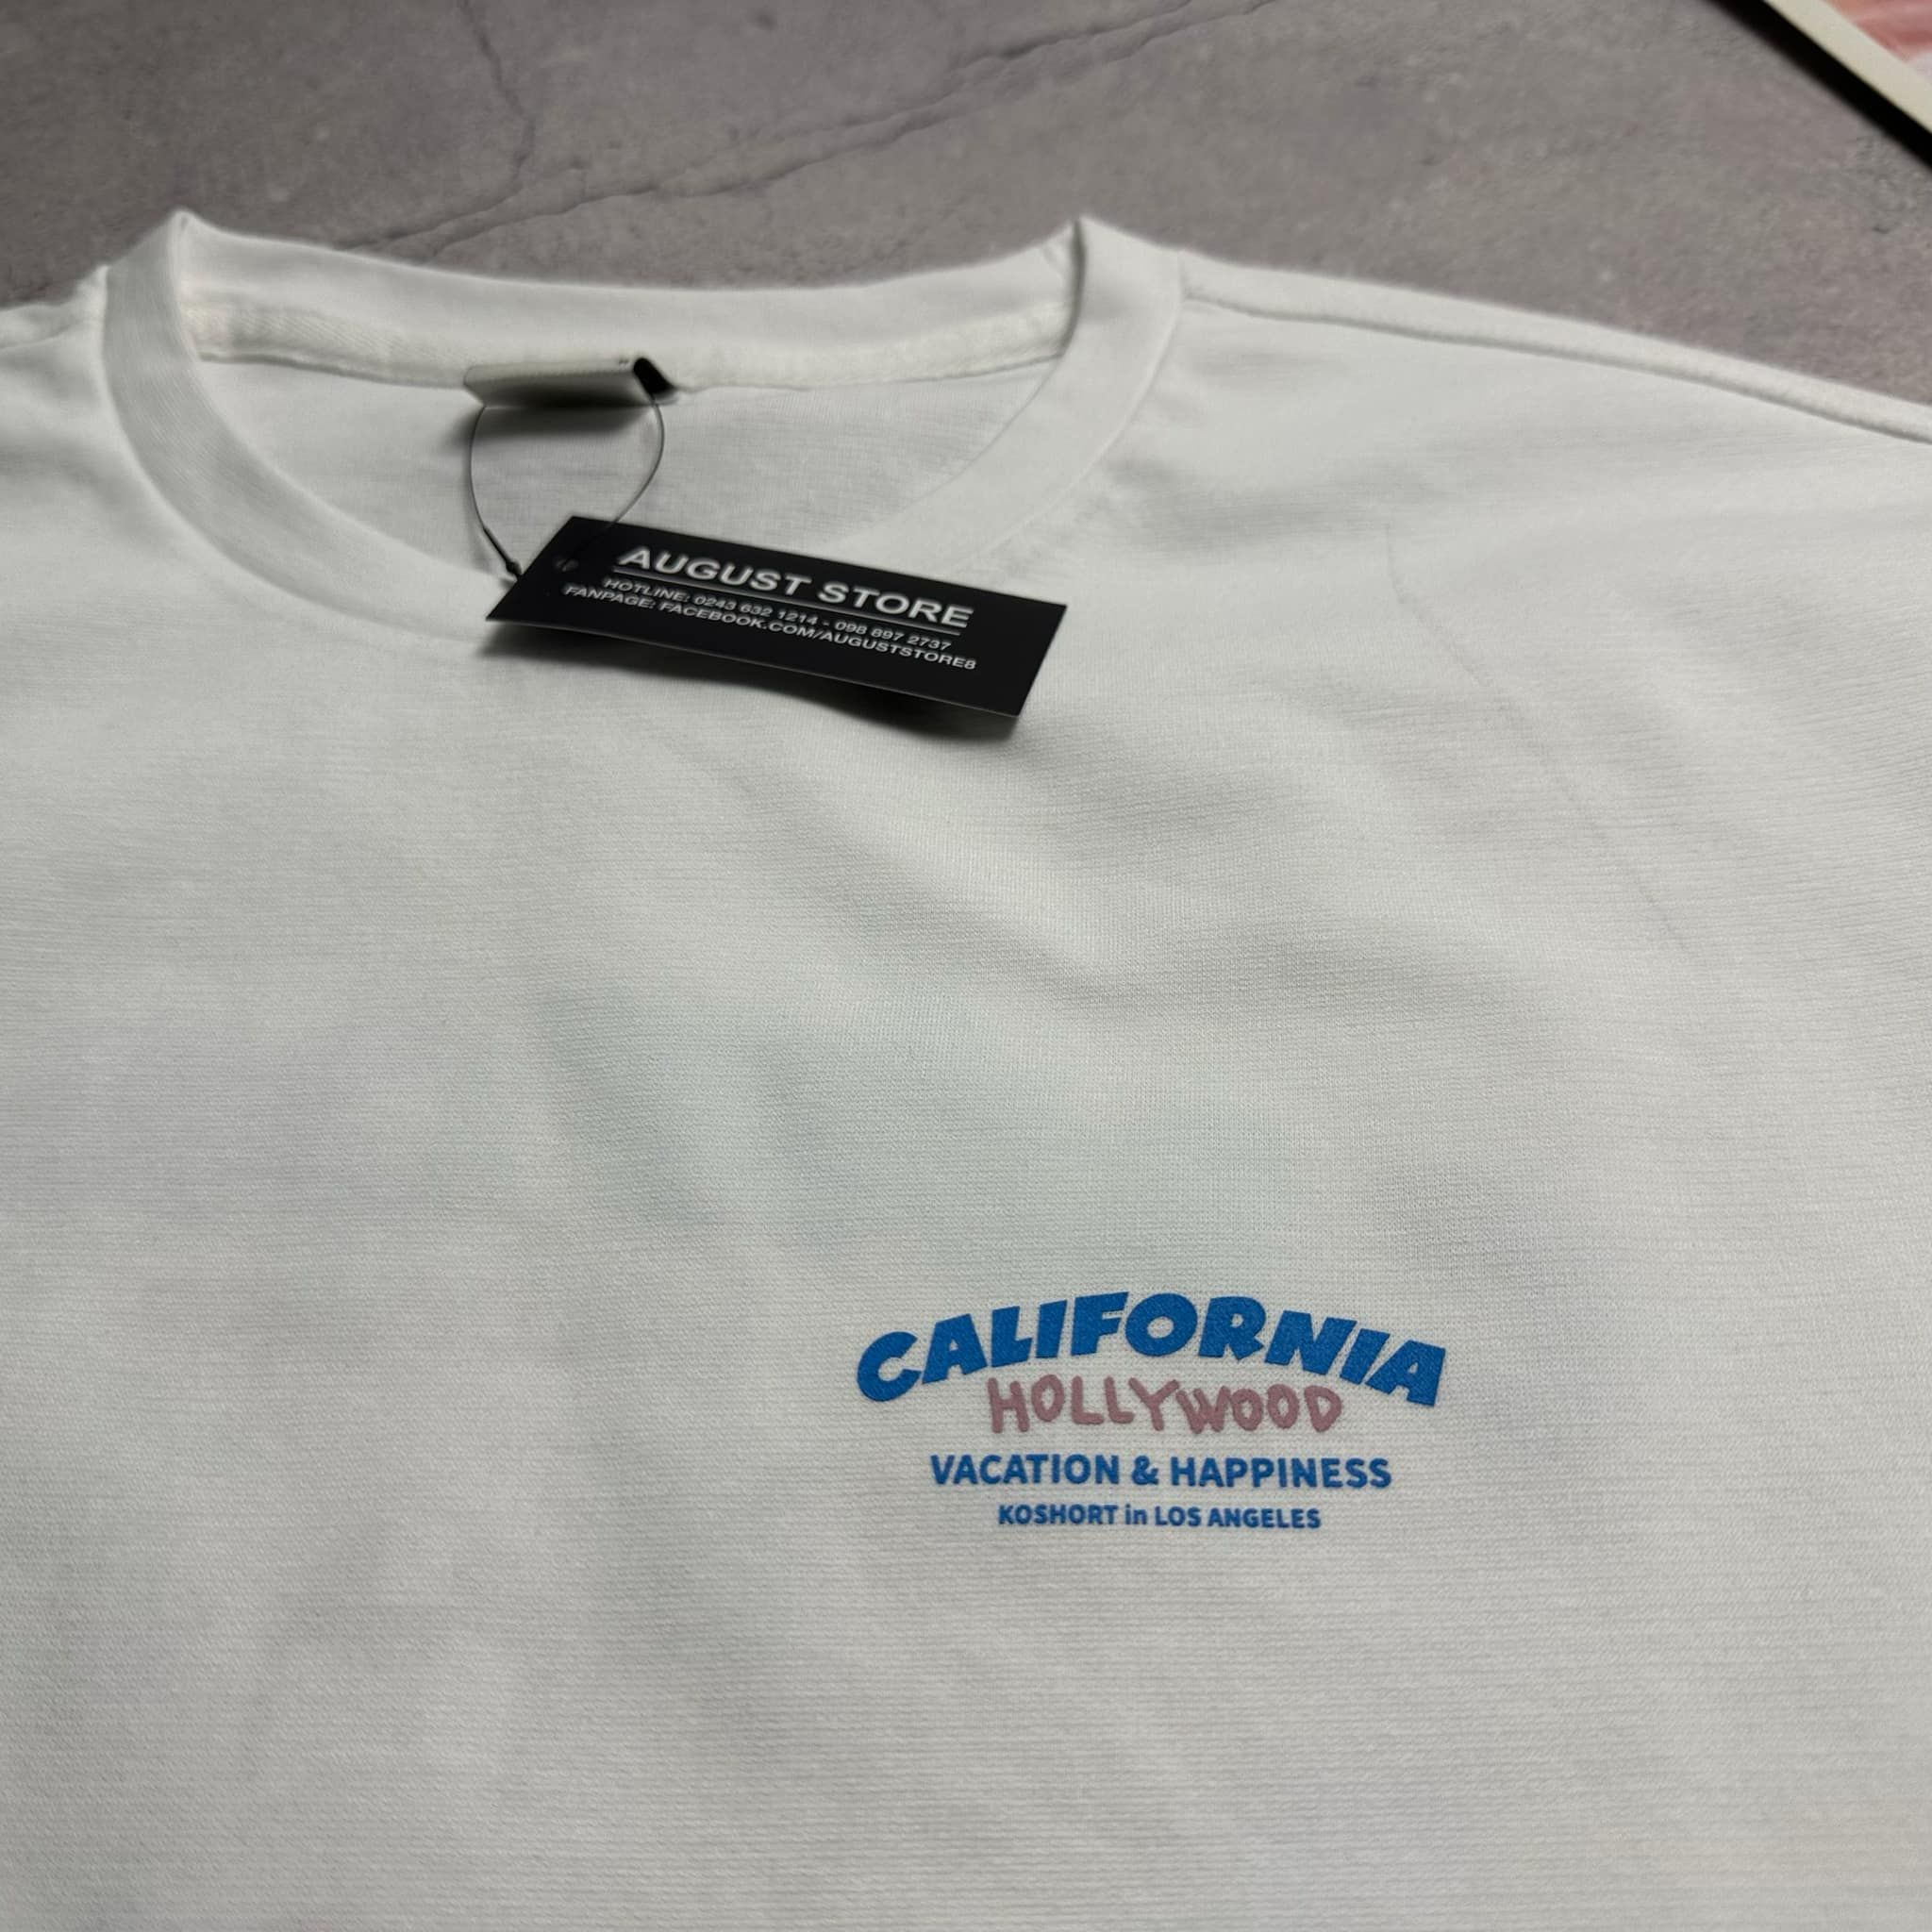 AUGUST STORE
HOTLINE: 0243 632 1214 - 098 897 2737
FANPAGE: FACEBOOK.COM/AUGUSTSTORE8
CALIFORNIA
HOLLYWOOD
VACATION & HAPPINESS
KOSHORT in LOS ANGELES